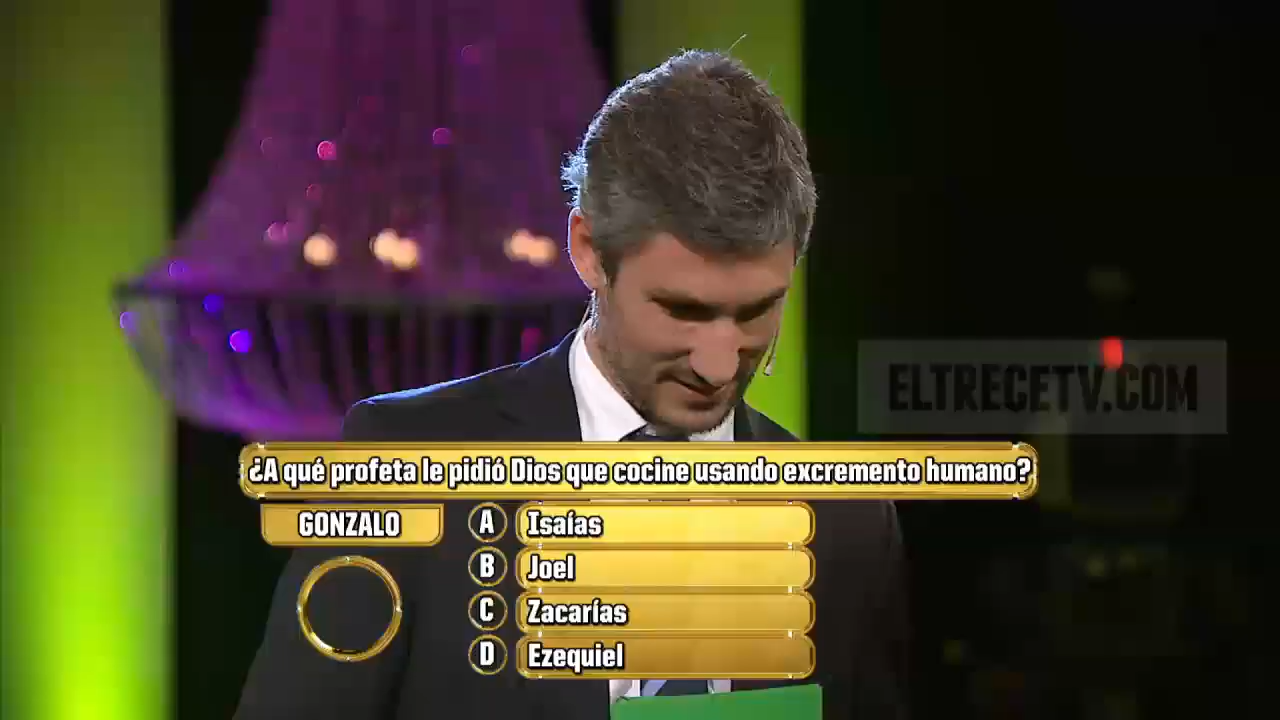 ELTRECETV.COM
¿A qué profeta le pidió Dios que cocine usando excremento humano?
GONZALO
A Isaías
B Joel
C Zacarías
D Ezequiel